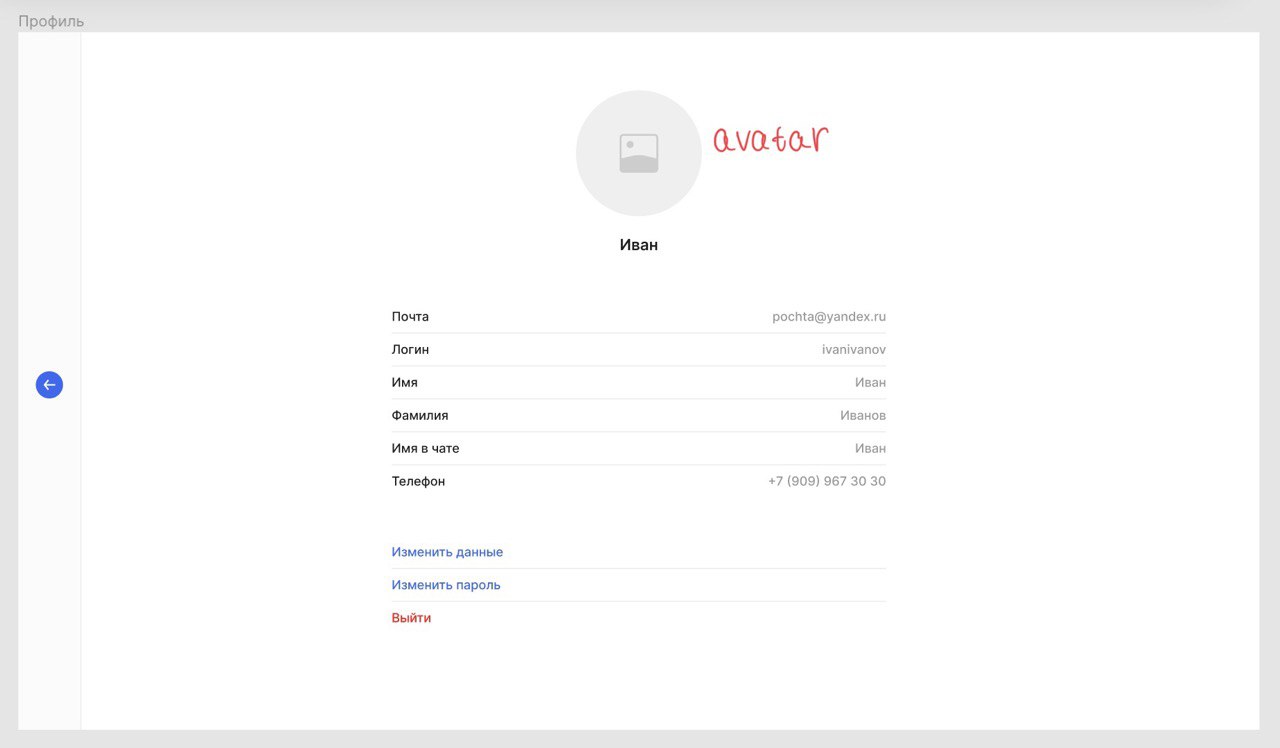 Профиль
avatar
Иван
Почта pochta@yandex.ru
Логин ivanivanov
Имя Иван
Фамилия Иванов
Имя в чате Иван
Телефон +7 (909) 967 30 30
Изменить данные
Изменить пароль
Выйти